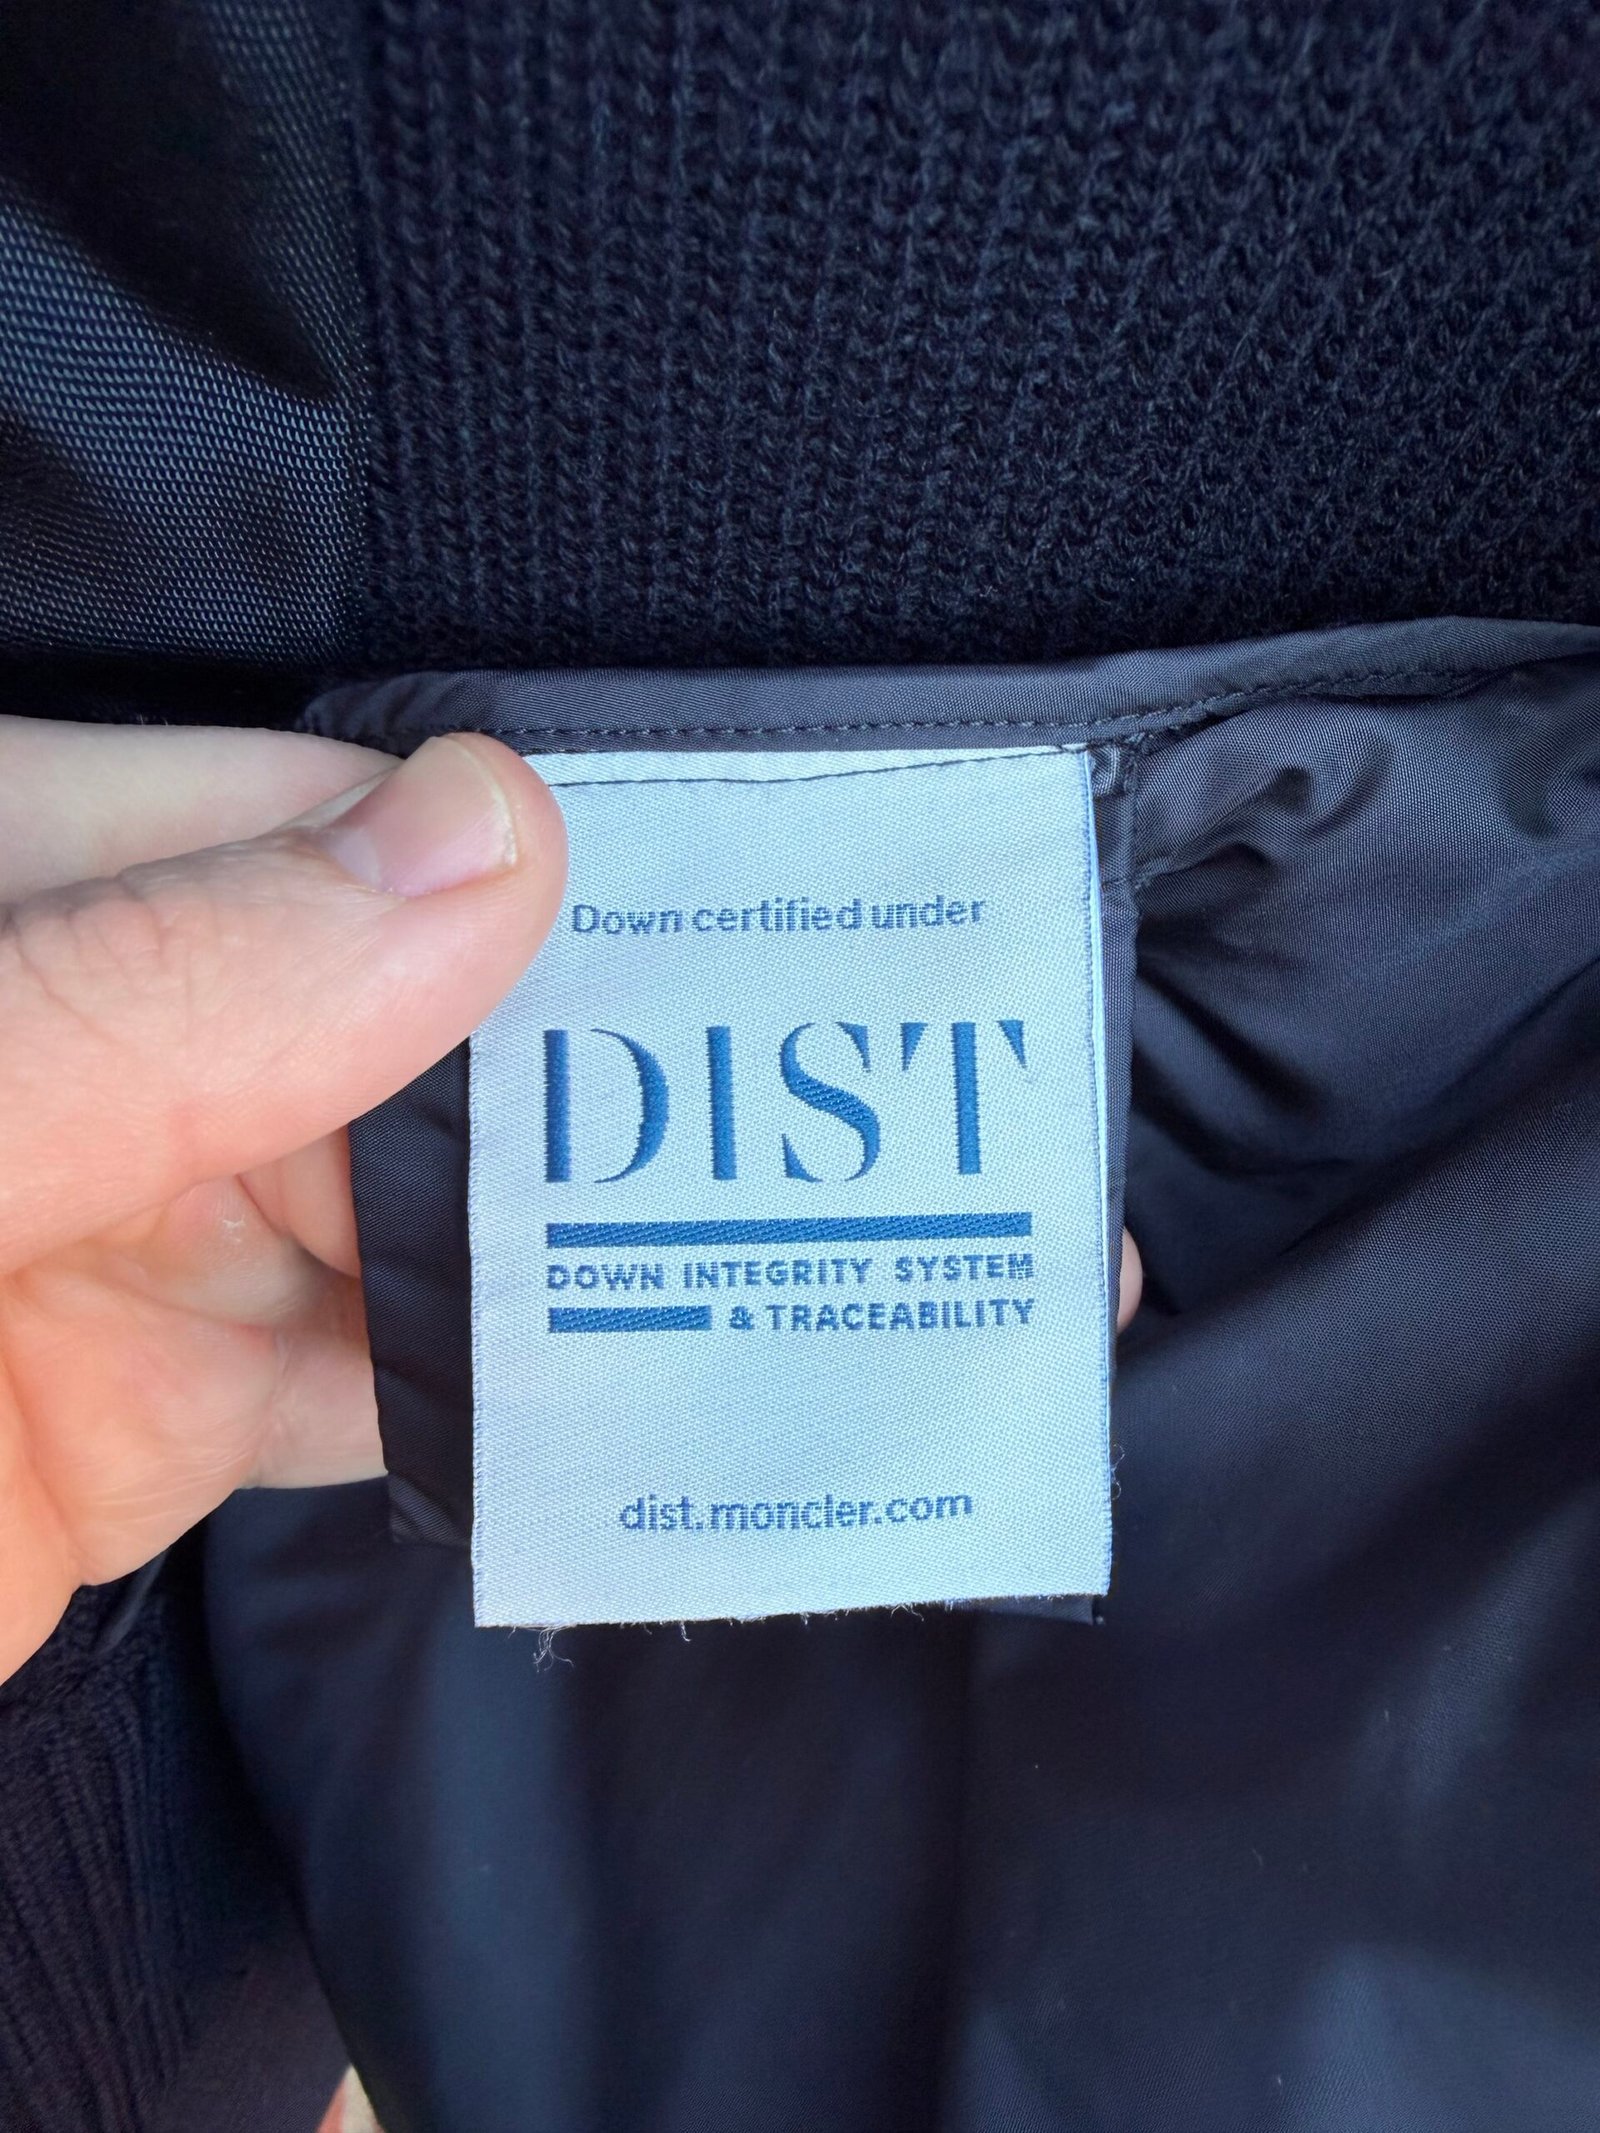 Down certified under
DIST
DOWN INTEGRITY SYSTEM
& TRACEABILITY
dist.moncler.com